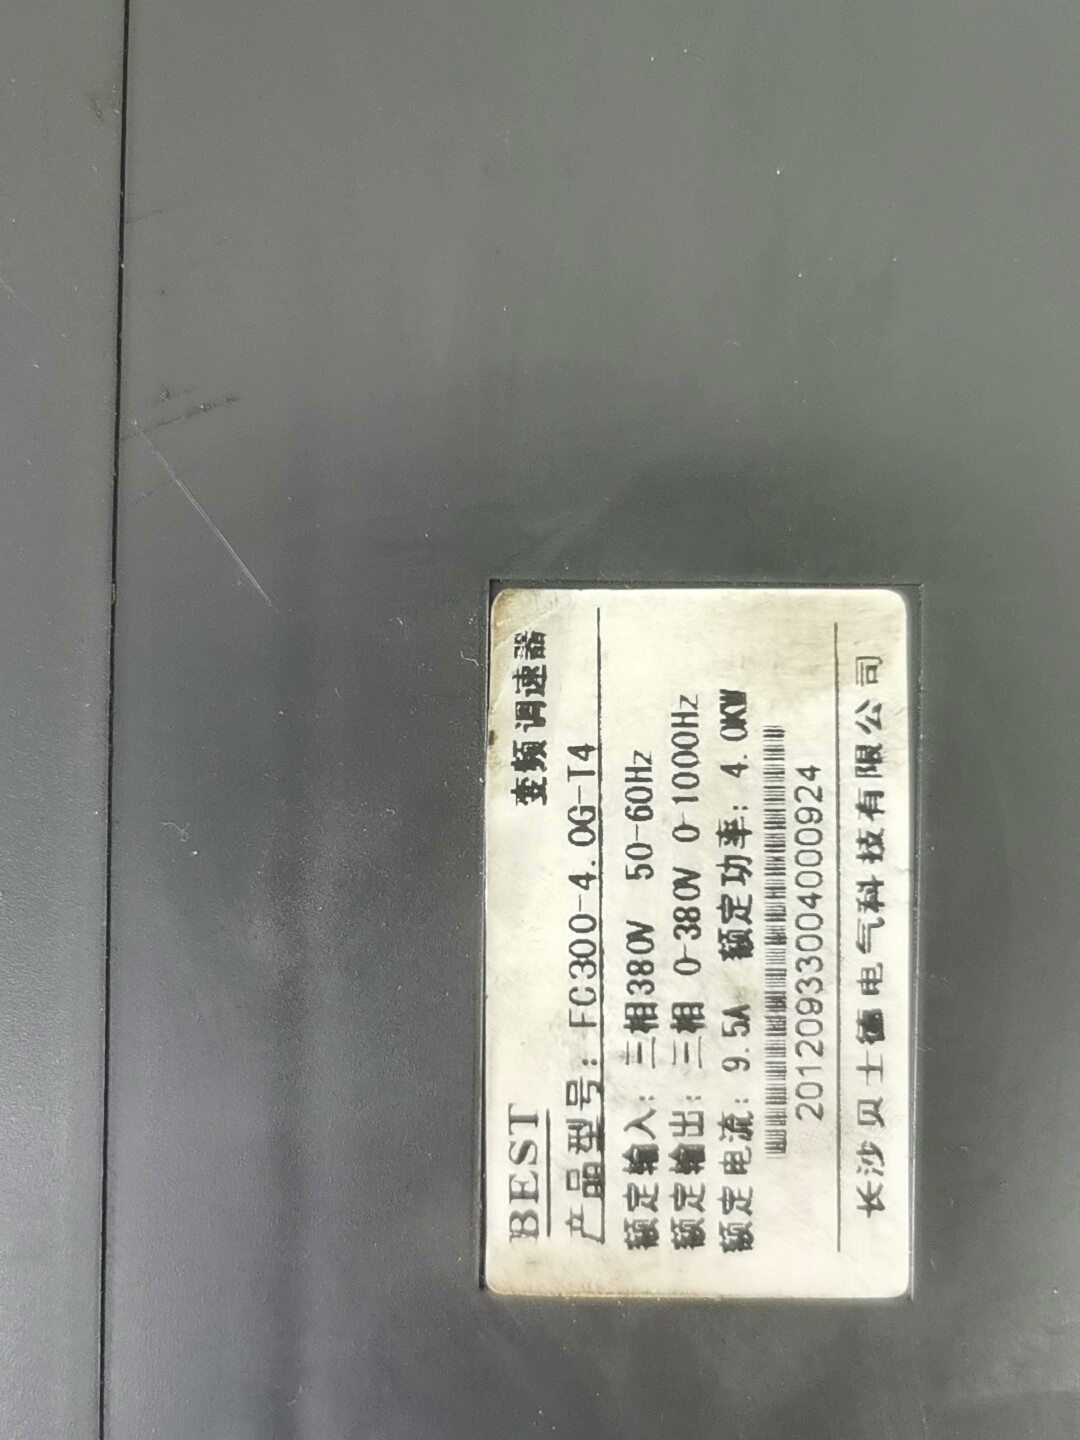 BEST 变频调速器
产品型号：FC300-4.0G-T4
额定输入：三相380V 50-60Hz
额定输出：三相 0-380V 0-1000Hz
额定电流：9.5A 额定功率：4.0KW
2012093300400​0924
长沙贝士德电气科技有限公司